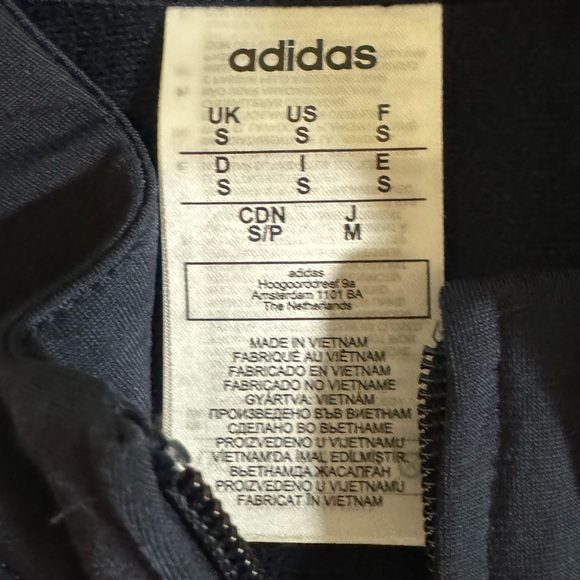 adidas
UK US F
S S S
D I E
S S S
CDN J
S/P M
adidas
Hoogoorddreef 9a
Amsterdam 1101 BA
The Netherlands
MADE IN VIETNAM
FABRIQUÉ AU VIÊTNAM
FABRICADO EN VIETNAM
FABRICADO NO VIETNAME
GYÁRTVA: VIETNÁM
ПРОИЗВЕДЕНО ВЪВ ВИЕТНАМ
СДЕЛАНО ВО ВЬЕТНАМЕ
PROIZVEDENO U VIJETNAMU
VIETNAM'DA İMAL EDİLMİŞTİR
ВЬЕТНАМДА ЖАСАЛҒАН
PROIZVEDENO U VIJETNAMU
FABRICAT ÎN VIETNAM